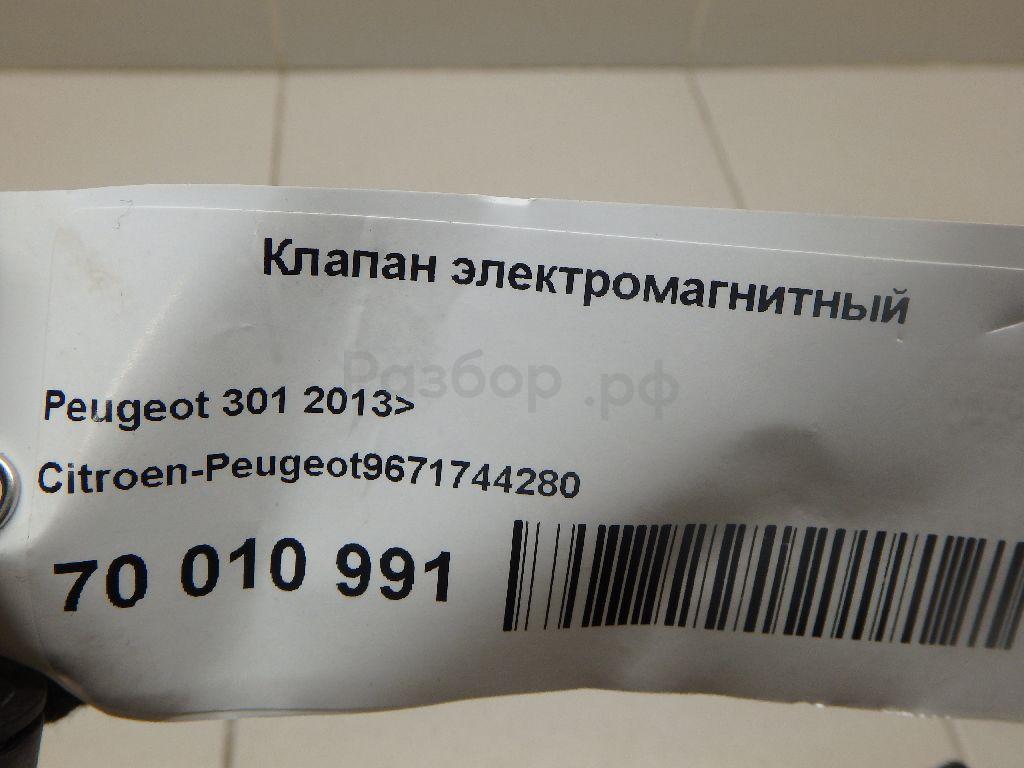 Клапан электромагнитный
Разбор.рф
Peugeot 301 2013>
Citroen-Peugeot9671744280
70 010 991